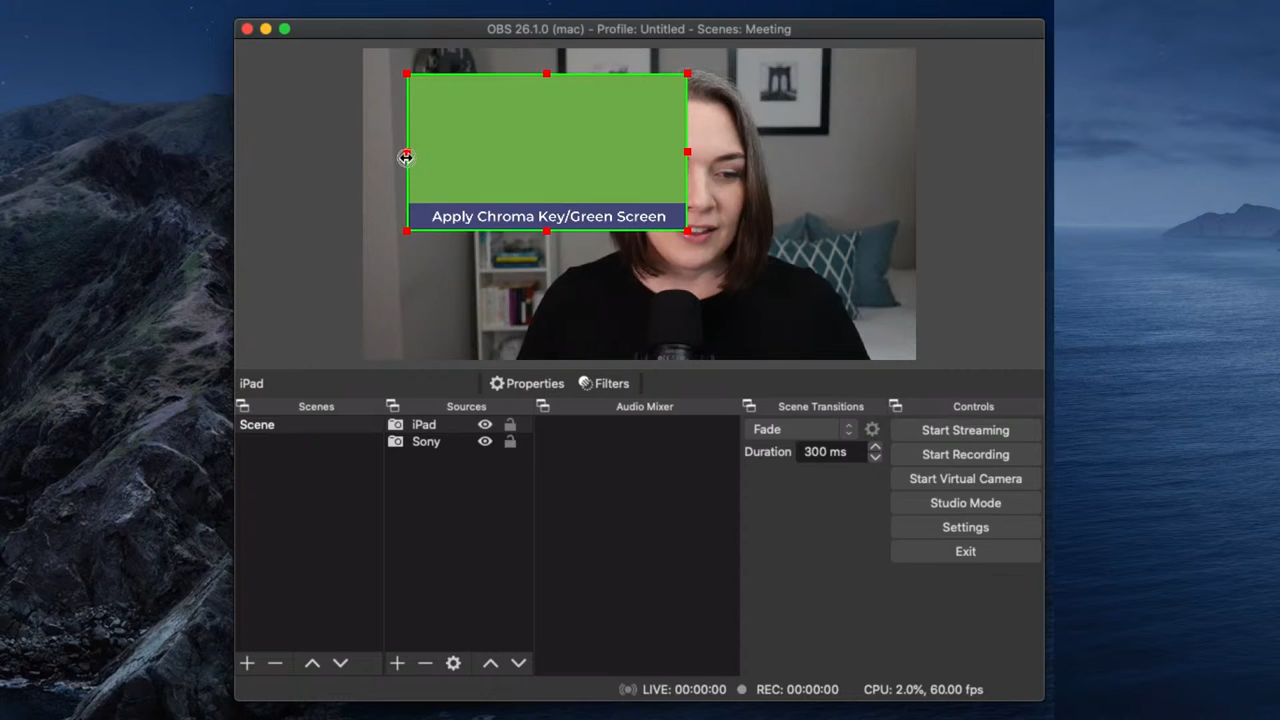 OBS 26.1.0 (mac) - Profile: Untitled - Scenes: Meeting
Apply Chroma Key/Green Screen
iPad
Properties
Filters
Scenes
Sources
Audio Mixer
Scene Transitions
Controls
Scene
iPad
Sony
Fade
Duration 300 ms
Start Streaming
Start Recording
Start Virtual Camera
Studio Mode
Settings
Exit
LIVE: 00:00:00
REC: 00:00:00
CPU: 2.0%, 60.00 fps